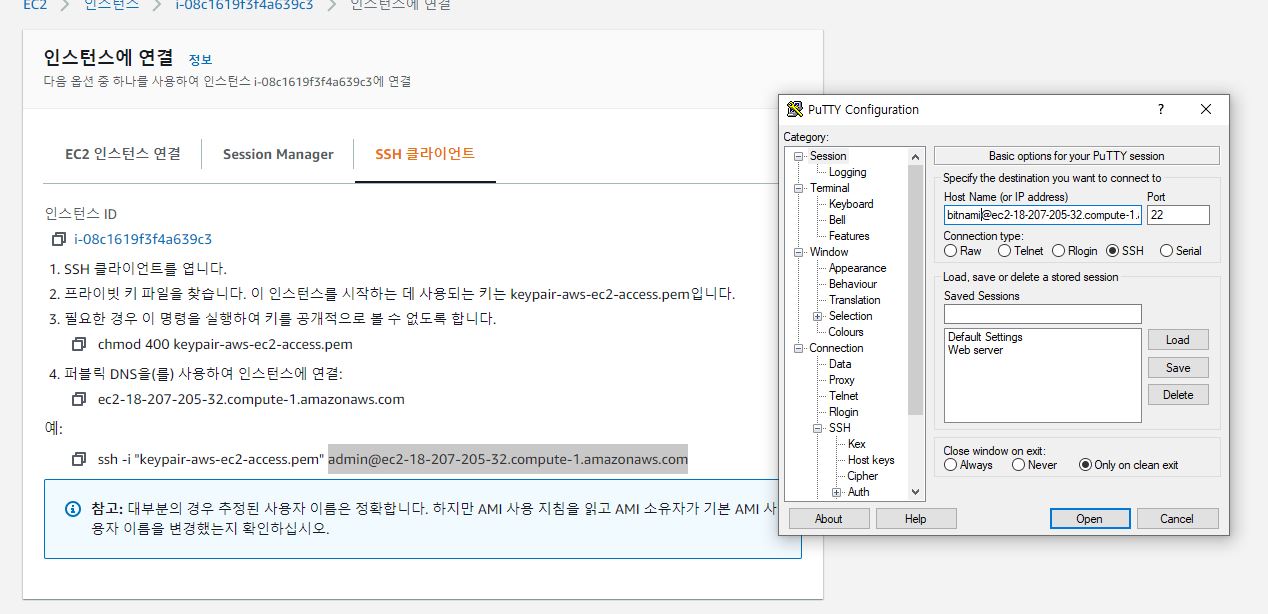 EC2 > 인스턴스 > i-08c1619f3f4a639c3 > 인스턴스에 연결
인스턴스에 연결 정보
다음 옵션 중 하나를 사용하여 인스턴스 i-08c1619f3f4a639c3에 연결
EC2 인스턴스 연결
Session Manager
SSH 클라이언트
인스턴스 ID
i-08c1619f3f4a639c3
1. SSH 클라이언트를 엽니다.
2. 프라이빗 키 파일을 찾습니다. 이 인스턴스를 시작하는 데 사용되는 키는 keypair-aws-ec2-access.pem입니다.
3. 필요한 경우 이 명령을 실행하여 키를 공개적으로 볼 수 없도록 합니다.
chmod 400 keypair-aws-ec2-access.pem
4. 퍼블릭 DNS을(를) 사용하여 인스턴스에 연결:
ec2-18-207-205-32.compute-1.amazonaws.com
예:
ssh -i "keypair-aws-ec2-access.pem" admin@ec2-18-207-205-32.compute-1.amazonaws.com
참고: 대부분의 경우 추정된 사용자 이름은 정확합니다. 하지만 AMI 사용 지침을 읽고 AMI 소유자가 기본 AMI 사
용자 이름을 변경했는지 확인하십시오.
PuTTY Configuration
?
Category:
Session
Logging
Terminal
Keyboard
Bell
Features
Window
Appearance
Behaviour
Translation
Selection
Colours
Connection
Data
Proxy
Telnet
Rlogin
SSH
Kex
Host keys
Cipher
Auth
Basic options for your PuTTY session
Specify the destination you want to connect to
Host Name (or IP address)
Port
bitnami@ec2-18-207-205-32.compute-1.
22
Connection type:
Raw
Telnet
Rlogin
SSH
Serial
Load, save or delete a stored session
Saved Sessions
Default Settings
Web server
Load
Save
Delete
Close window on exit:
Always
Never
Only on clean exit
About
Help
Open
Cancel